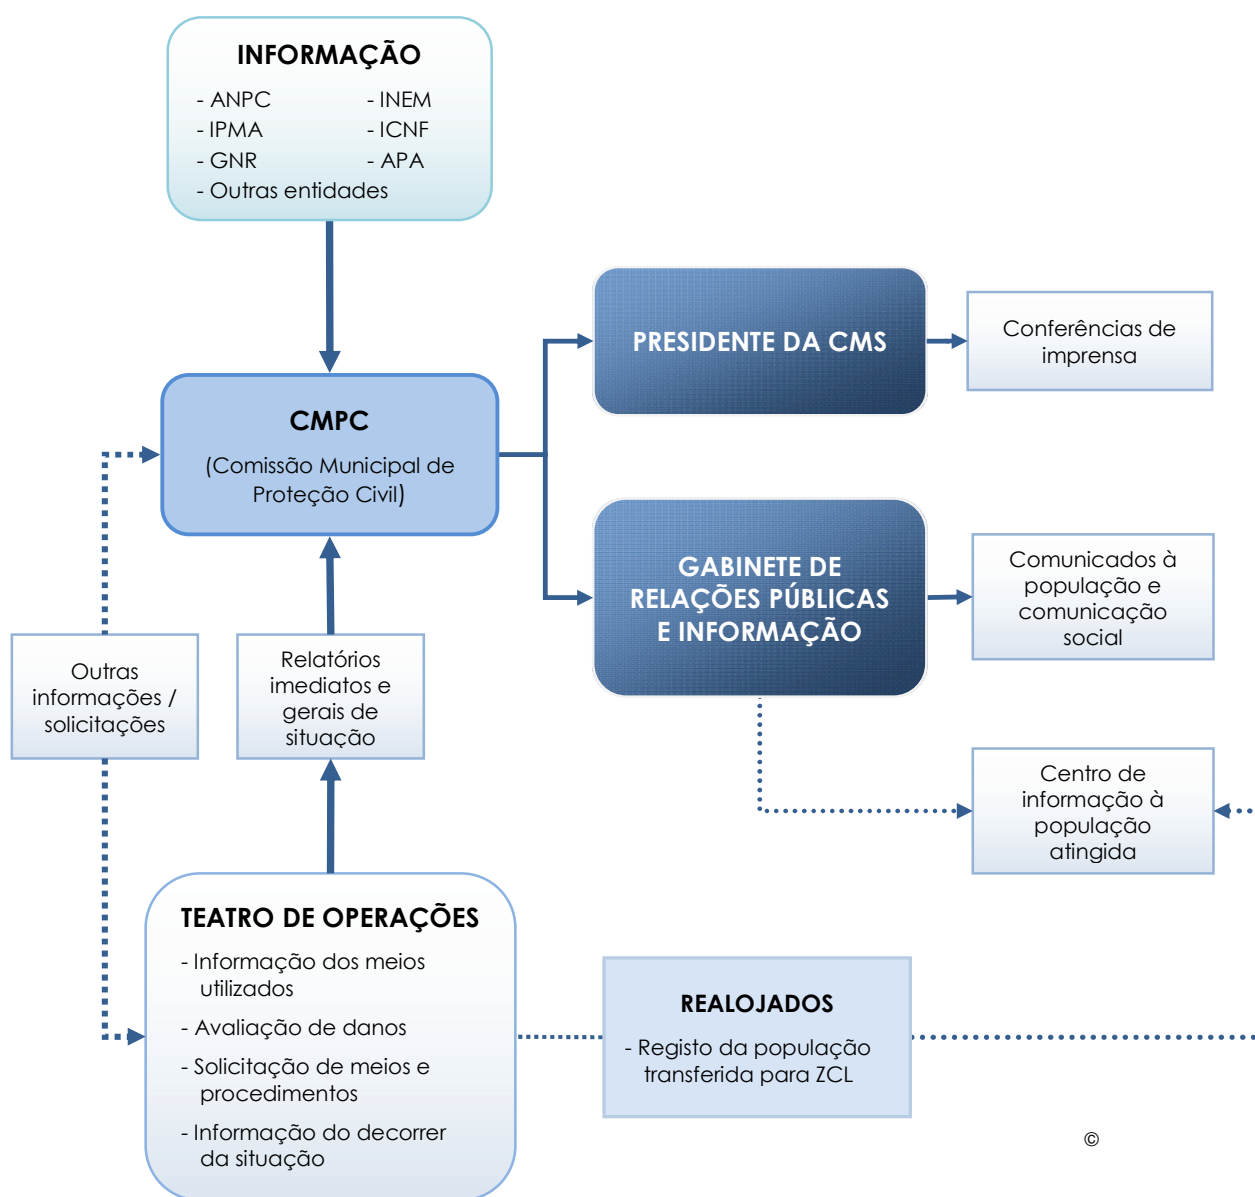 INFORMAÇÃO
- ANPC
- INEM
- IPMA
- ICNF
- GNR
- APA
- Outras entidades
PRESIDENTE DA CMS
Conferências de
imprensa
CMPC
(Comissão Municipal de
Proteção Civil)
GABINETE DE
RELAÇÕES PÚBLICAS
E INFORMAÇÃO
Comunicados à
população e
comunicação
social
Outras
informações /
solicitações
Relatórios
imediatos e
gerais de
situação
Centro de
informação à
população
atingida
TEATRO DE OPERAÇÕES
- Informação dos meios
utilizados
- Avaliação de danos
- Solicitação de meios e
procedimentos
- Informação do decorrer
da situação
REALOJADOS
- Registo da população
transferida para ZCL
©